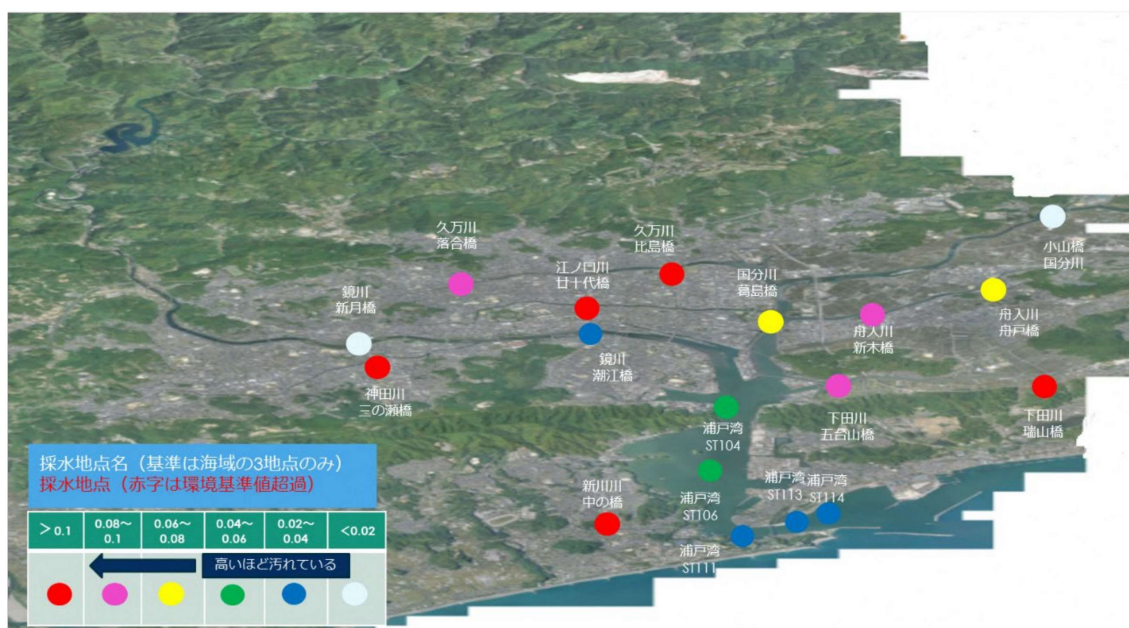 久万川
落合橋
久万川
比島橋
江ノ口川
廿十代橋
国分川
葛島橋
小山橋
国分川
鏡川
新月橋
舟入川
舟戸橋
舟入川
新木橋
鏡川
潮江橋
神田川
三の瀬橋
下田川
五台山橋
下田川
瑞山橋
浦戸湾
ST104
浦戸湾
ST106
新川川
中の橋
浦戸湾
ST113
浦戸湾
ST114
浦戸湾
ST111
採水地点名（基準は海域の3地点のみ）
採水地点（赤字は環境基準値超過）
＞0.1
0.08～
0.1
0.06～
0.08
0.04～
0.06
0.02～
0.04
<0.02
高いほど汚れている